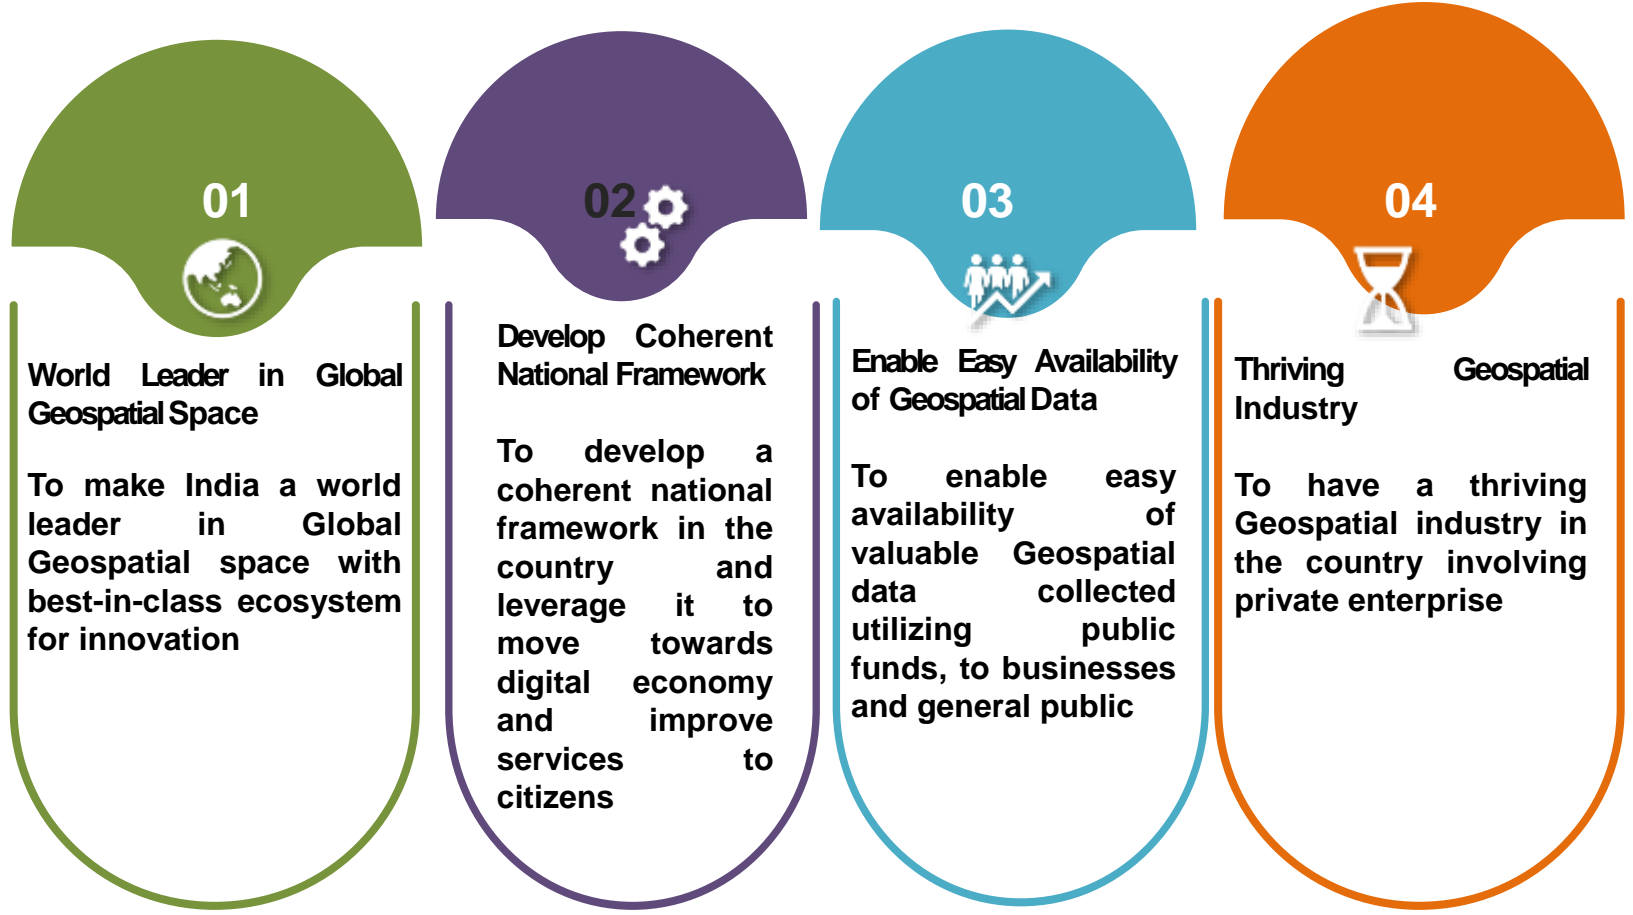 01
World Leader in Global
Geospatial Space
To make India a world
leader in Global
Geospatial space with
best-in-class ecosystem
for innovation
02
Develop Coherent
National Framework
To develop a
coherent national
framework in the
country and
leverage it to
move towards
digital economy
and improve
services to
citizens
03
Enable Easy Availability
of Geospatial Data
To enable easy
availability of
valuable Geospatial
data collected
utilizing public
funds, to businesses
and general public
04
Thriving Geospatial
Industry
To have a thriving
Geospatial industry in
the country involving
private enterprise